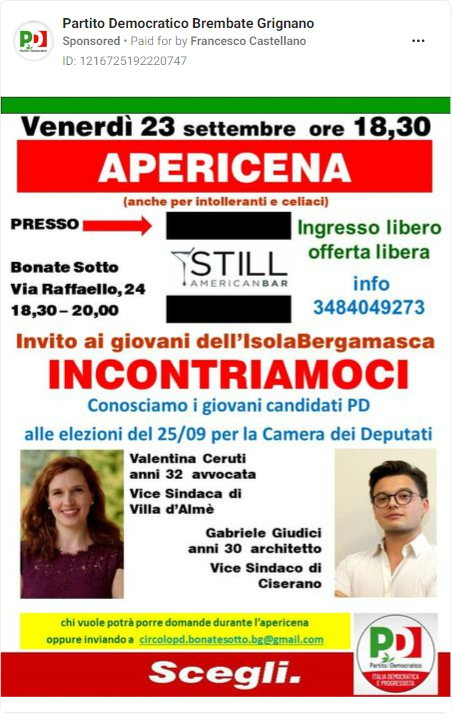 Partito Democratico Brembate Grignano
Sponsored • Paid for by Francesco Castellano
ID: 1216725192220747
Venerdì 23 settembre ore 18,30
APERICENA
(anche per intolleranti e celiaci)
PRESSO
STILL
AMERICANBAR
Ingresso libero
offerta libera
Bonate Sotto
Via Raffaello, 24
18,30 – 20,00
info
3484049273
Invito ai giovani dell'IsolaBergamasca
INCONTRIAMOCI
Conosciamo i giovani candidati PD
alle elezioni del 25/09 per la Camera dei Deputati
Valentina Ceruti
anni 32 avvocata
Vice Sindaca di
Villa d'Almè
Gabriele Giudici
anni 30 architetto
Vice Sindaco di
Ciserano
chi vuole potrà porre domande durante l'apericena
oppure inviando a circolopd.bonatesotto.bg@gmail.com
Scegli.
PD
Partito Democratico
ITALIA DEMOCRATICA
E PROGRESSISTA